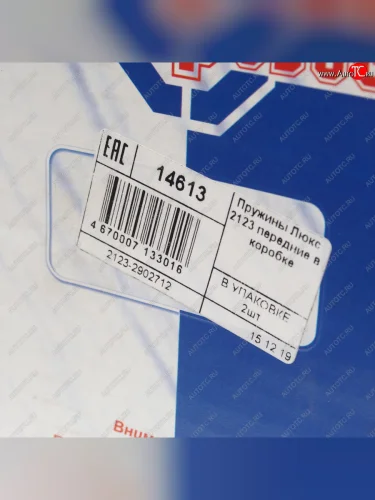 www.AutoTC.ru
EAC
14613
4 670007 133016
2123-2902712
Пружины Люкс
2123 передние в
коробке
В УПАКОВКЕ
2шт
15.12.19